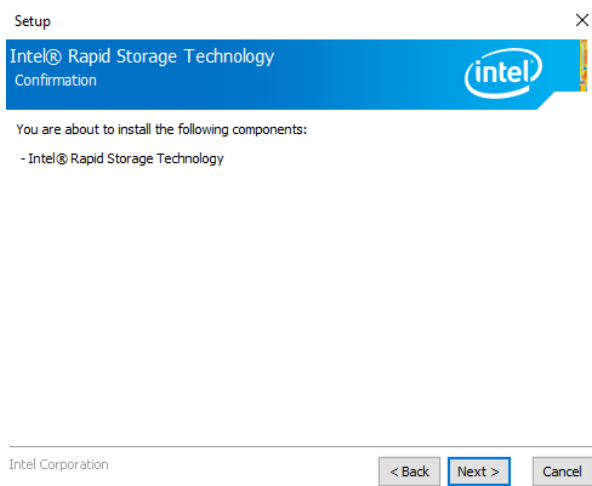 Setup
Intel® Rapid Storage Technology
Confirmation
intel
You are about to install the following components:
- Intel® Rapid Storage Technology
Intel Corporation
< Back
Next >
Cancel